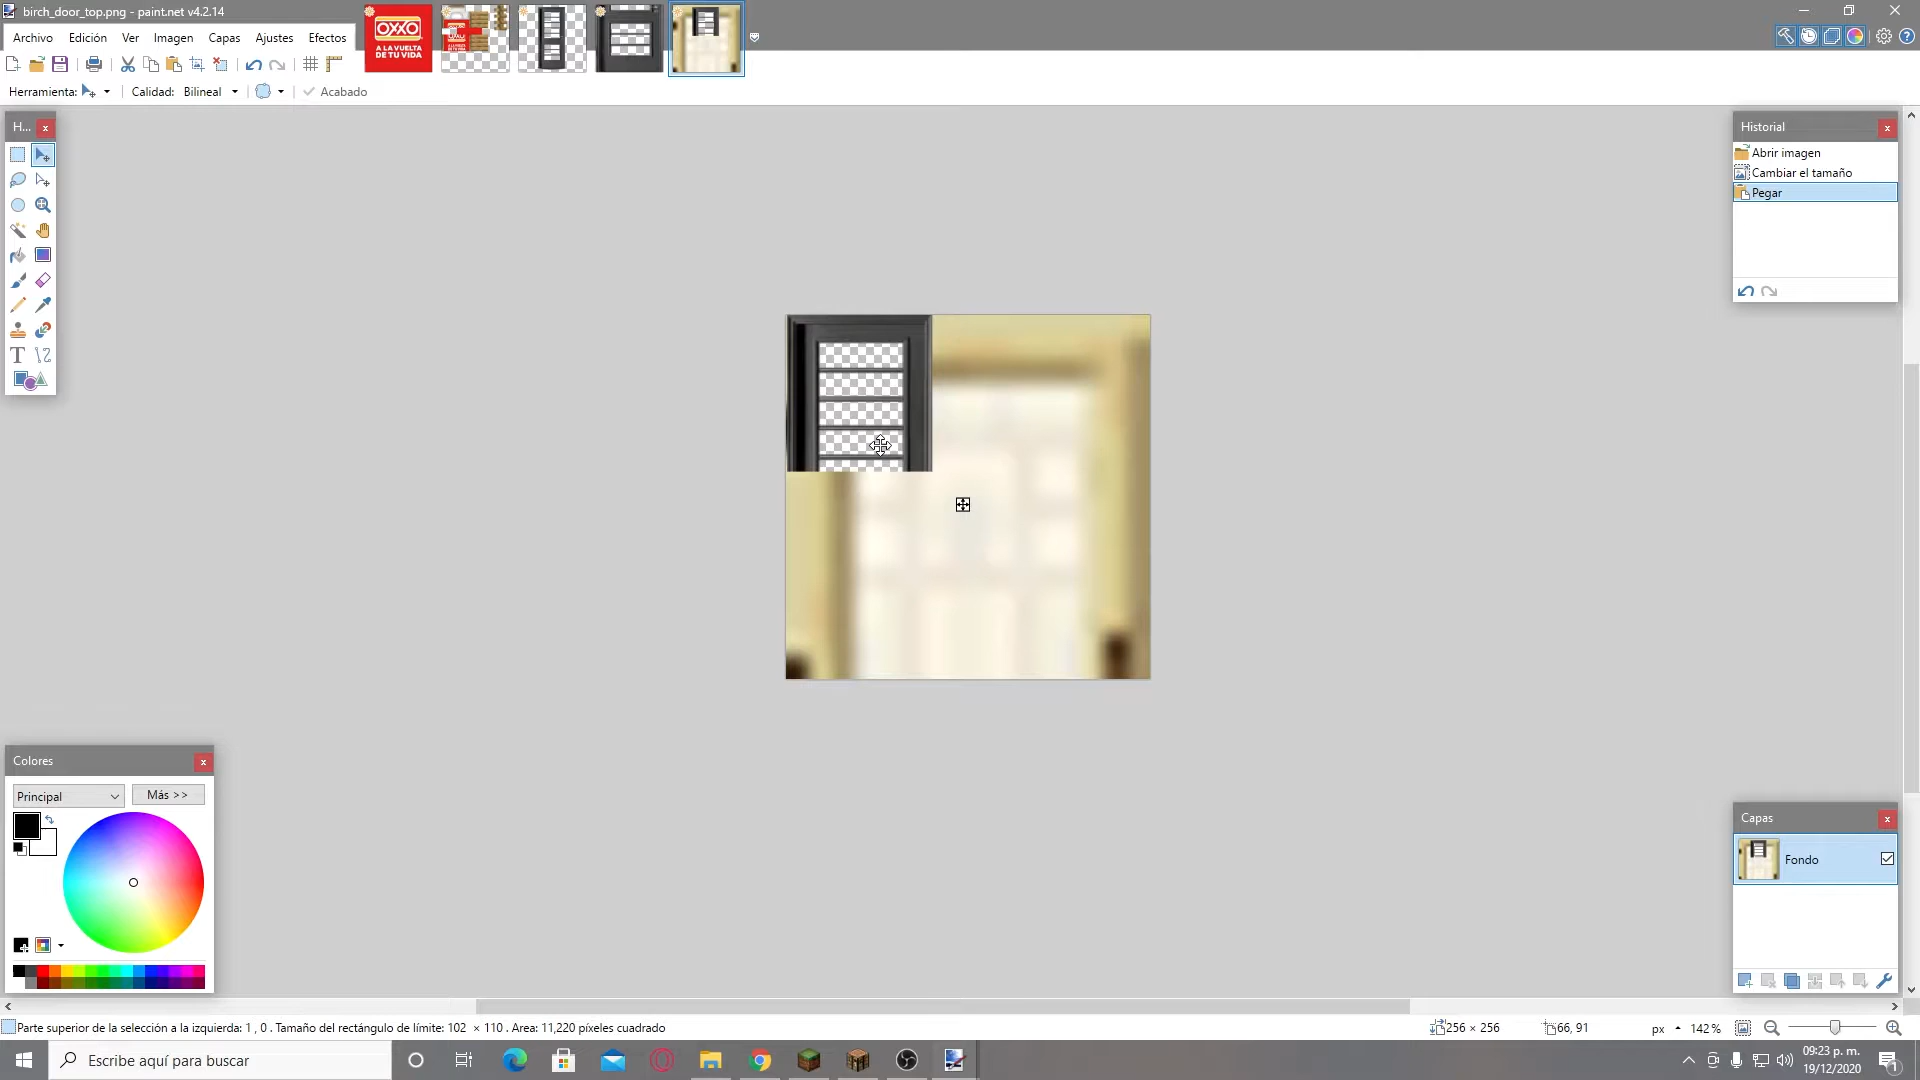 birch_door_top.png - paint.net v4.2.14
Archivo Edición Ver Imagen Capas Ajustes Efectos
OXXO
A LA VUELTA
DE TU VIDA
Herramienta: Calidad: Bilineal Acabado
H...
Historial
Abrir imagen
Cambiar el tamaño
Pegar
T
Colores
Principal Más >>
Capas
Fondo
Parte superior de la selección a la izquierda: 1 , 0 . Tamaño del rectángulo de límite: 102 × 110 . Area: 11,220 píxeles cuadrado
256 × 256 66, 91 px 142 %
Escribe aquí para buscar
09:23 p. m.
19/12/2020
1